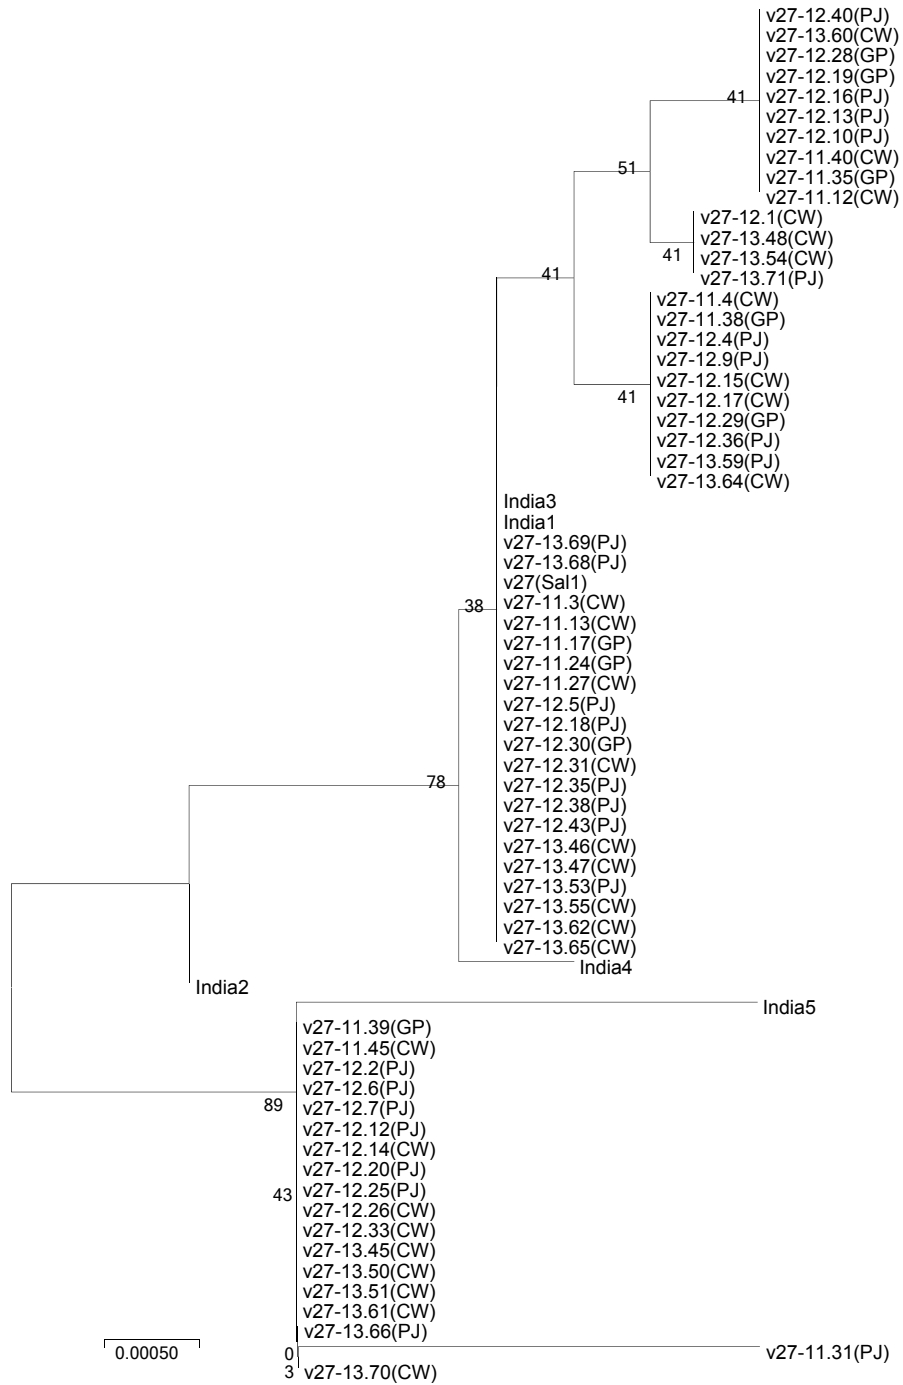 v27-12.40(PJ)
v27-13.60(CW)
v27-12.28(GP)
v27-12.19(GP)
41
v27-12.16(PJ)
v27-12.13(PJ)
v27-12.10(PJ)
v27-11.40(CW)
51
v27-11.35(GP)
v27-11.12(CW)
v27-12.1(CW)
v27-13.48(CW)
41
v27-13.54(CW)
41
v27-13.71(PJ)
v27-11.4(CW)
v27-11.38(GP)
v27-12.4(PJ)
v27-12.9(PJ)
v27-12.15(CW)
41
v27-12.17(CW)
v27-12.29(GP)
v27-12.36(PJ)
v27-13.59(PJ)
v27-13.64(CW)
India3
India1
v27-13.69(PJ)
v27-13.68(PJ)
v27(Sal1)
38
v27-11.3(CW)
v27-11.13(CW)
v27-11.17(GP)
v27-11.24(GP)
v27-11.27(CW)
v27-12.5(PJ)
v27-12.18(PJ)
v27-12.30(GP)
v27-12.31(CW)
78
v27-12.35(PJ)
v27-12.38(PJ)
v27-12.43(PJ)
v27-13.46(CW)
v27-13.47(CW)
v27-13.53(PJ)
v27-13.55(CW)
v27-13.62(CW)
v27-13.65(CW)
India4
India2
India5
v27-11.39(GP)
v27-11.45(CW)
v27-12.2(PJ)
v27-12.6(PJ)
89
v27-12.7(PJ)
v27-12.12(PJ)
v27-12.14(CW)
v27-12.20(PJ)
43
v27-12.25(PJ)
v27-12.26(CW)
v27-12.33(CW)
v27-13.45(CW)
v27-13.50(CW)
v27-13.51(CW)
v27-13.61(CW)
v27-13.66(PJ)
0.00050
0
v27-11.31(PJ)
3
v27-13.70(CW)